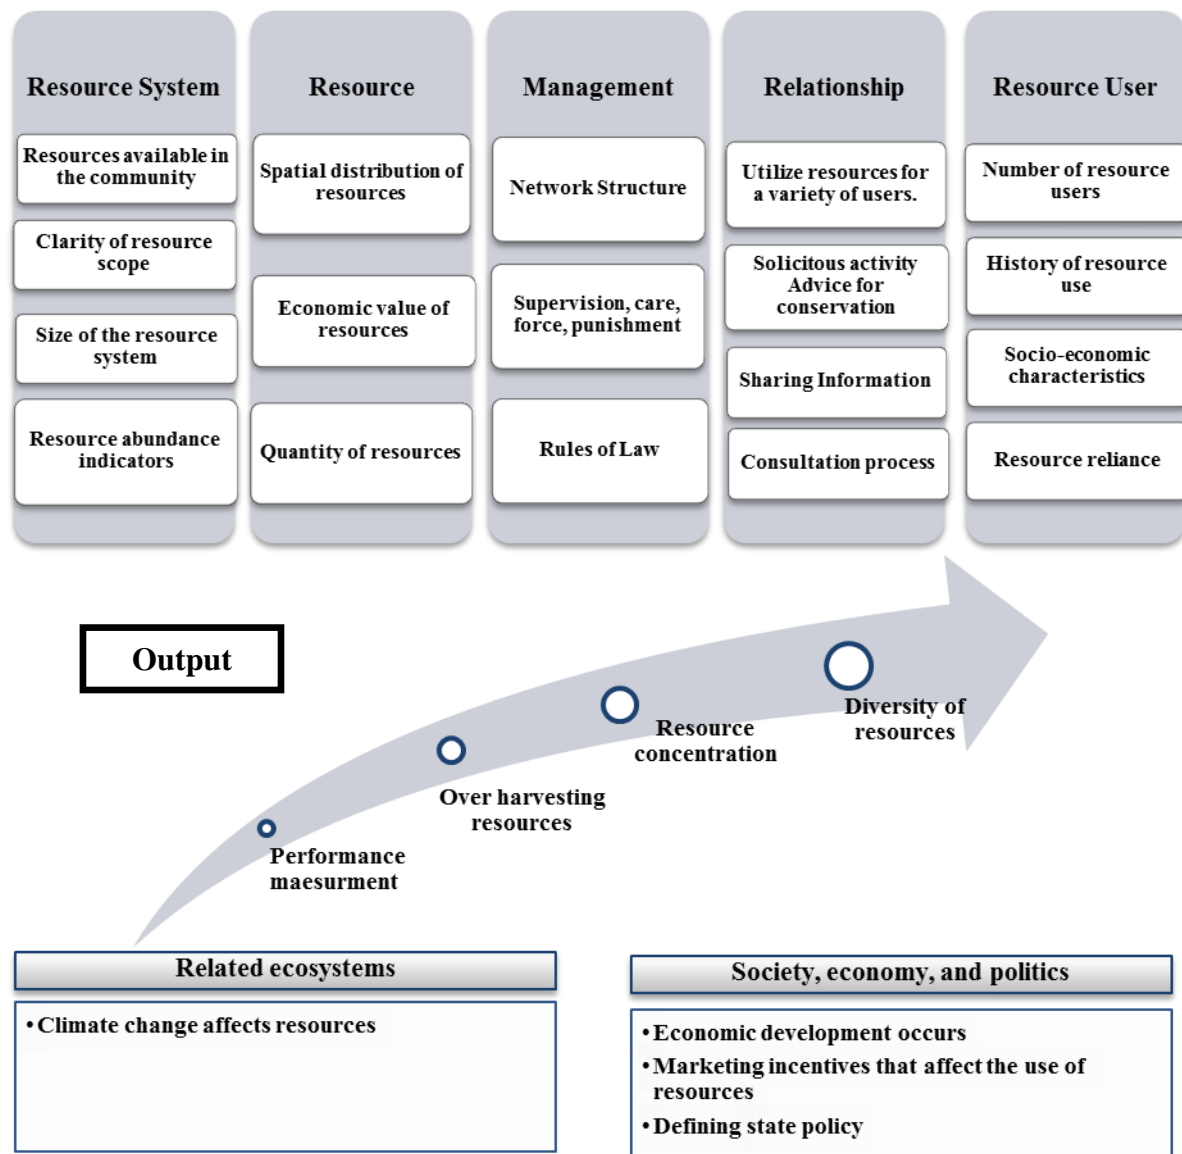 Resource System
Resources available in
the community
Clarity of resource
scope
Size of the resource
system
Resource abundance
indicators
Resource
Spatial distribution of
resources
Economic value of
resources
Quantity of resources
Management
Network Structure
Supervision, care,
force, punishment
Rules of Law
Relationship
Utilize resources for
a variety of users.
Solicitous activity
Advice for
conservation
Sharing Information
Consultation process
Resource User
Number of resource
users
History of resource
use
Socio-economic
characteristics
Resource reliance
Output
Performance
maesurment
Over harvesting
resources
Resource
concentration
Diversity of
resources
Related ecosystems
• Climate change affects resources
Society, economy, and politics
• Economic development occurs
• Marketing incentives that affect the use of
resources
• Defining state policy